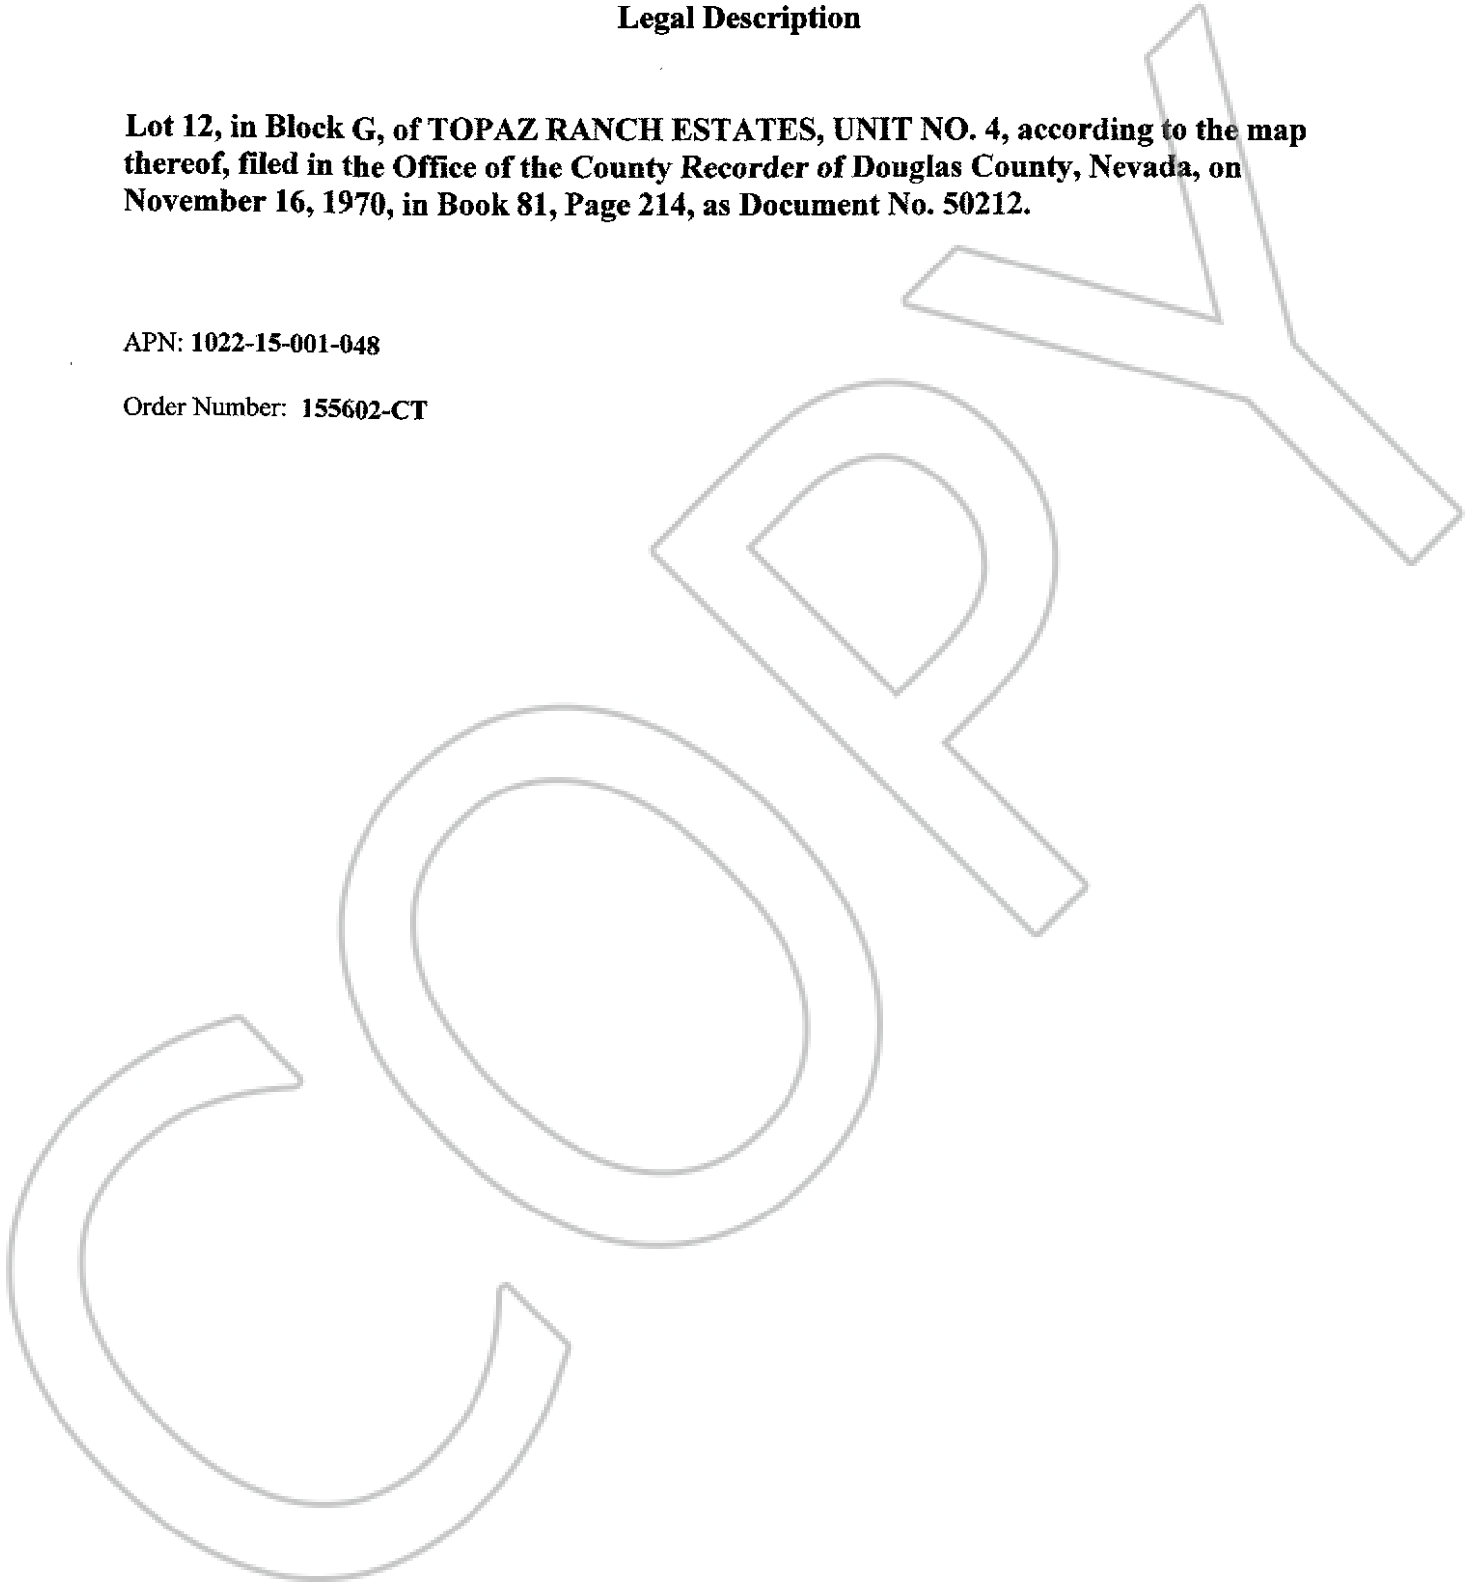 Legal Description
Lot 12, in Block G, of TOPAZ RANCH ESTATES, UNIT NO. 4, according to the map
thereof, filed in the Office of the County Recorder of Douglas County, Nevada, on
November 16, 1970, in Book 81, Page 214, as Document No. 50212.
APN: 1022-15-001-048
Order Number: 155602-CT
COPY